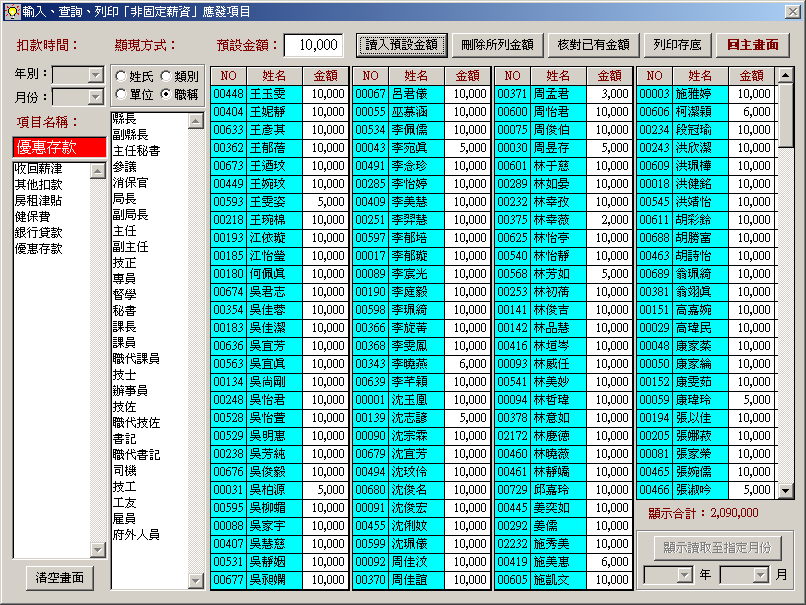 輸入、查詢、列印「非固定薪資」應發項目
扣款時間：
年別：
月份：
項目名稱：
優惠存款
收回薪津
其他扣款
房租津貼
健保費
銀行貸款
優惠存款
清空畫面
顯現方式：
姓氏 類別
單位 職稱
縣長
副縣長
主任秘書
參議
消保官
局長
副局長
主任
副主任
技正
專員
督學
秘書
課長
課員
職代課員
技士
辦事員
技佐
職代技佐
書記
職代書記
司機
技工
工友
雇員
府外人員
預設金額： 10,000 讀入預設金額 刪除所列金額 核對已有金額 列印存底 回主畫面
NO 姓名 金額 NO 姓名 金額 NO 姓名 金額 NO 姓名 金額
00448 王玉雯 10,000 00067 呂君儀 10,000 00371 周孟君 3,000 00003 施雅婷 10,000
00404 王妮靜 10,000 00055 巫慕涵 10,000 00600 周怡君 10,000 00606 柯潔穎 6,000
00633 王彥其 10,000 00534 李佩儒 10,000 00075 周俊伯 10,000 00234 段冠瑜 10,000
00362 王郁蓓 10,000 00043 李宛真 5,000 00030 周昱存 5,000 00243 洪欣潔 10,000
00673 王迺玟 10,000 00491 李念珍 10,000 00601 林于慈 10,000 00609 洪珮樺 10,000
00449 王婉玟 10,000 00285 李怡婷 10,000 00289 林如晏 10,000 00018 洪健銘 10,000
00593 王雯姿 5,000 00409 李美慧 10,000 00232 林幸孜 10,000 00545 洪婧怡 10,000
00218 王琬棉 10,000 00251 李羿慧 10,000 00375 林幸薇 2,000 00611 胡彩鈴 10,000
00193 江依璇 10,000 00597 李郁培 10,000 00625 林怡亭 10,000 00688 胡勝富 10,000
00185 江怡瑩 10,000 00017 李郁璇 10,000 00540 林怡靜 10,000 00463 胡詩怡 10,000
00180 何佩真 10,000 00089 李宸光 10,000 00568 林芳如 5,000 00689 翁珮綺 10,000
00674 吳君志 10,000 00190 李庭毅 10,000 00253 林初蒨 10,000 00381 翁翊真 10,000
00354 吳佳蓉 10,000 00598 李珮綺 10,000 00141 林俊吉 10,000 00151 高嘉婉 10,000
00183 吳佳潔 10,000 00366 李旋菁 10,000 00142 林品慧 10,000 00029 高瑋民 10,000
00636 吳宜芳 10,000 00368 李雯鳳 10,000 00416 林垣岑 10,000 00048 康家棻 10,000
00563 吳宜真 10,000 00343 李曉燕 6,000 00093 林威任 10,000 00050 康家綸 10,000
00134 吳尚剛 10,000 00639 李芊穎 10,000 00541 林美妙 10,000 00152 康雯茹 10,000
00248 吳怡君 10,000 00001 沈玉鳳 10,000 00094 林哲瑋 10,000 00059 康瑋玲 5,000
00528 吳怡萱 10,000 00139 沈志諺 5,000 00378 林意如 10,000 00194 張以佳 10,000
00529 吳明惠 10,000 00090 沈宗霖 10,000 02172 林慶德 10,000 00205 張娜菽 10,000
00238 吳芳純 10,000 00679 沈宜芳 10,000 00460 林曉薇 10,000 00081 張家榮 10,000
00676 吳俊毅 10,000 00494 沈玟伶 10,000 00461 林靜嬌 10,000 00465 張婉儒 10,000
00031 吳柏源 5,000 00680 沈俊名 10,000 00729 邱嘉玲 10,000 00466 張淑吟 5,000
00595 吳柳媚 10,000 00091 沈俊宏 10,000 00445 姜奕如 10,000
00088 吳家宇 10,000 00455 沈俐妏 10,000 00292 姜儒 10,000
00407 吳慧慈 10,000 00599 沈珮儀 10,000 02232 施秀美 10,000
00531 吳靜姻 10,000 00092 周佳汶 10,000 00419 施美惠 6,000
00677 吳昶嫻 10,000 00370 周佳誼 10,000 00605 施凱文 10,000
顯示合計：2,090,000
顯示讀取至指定月份
年 月